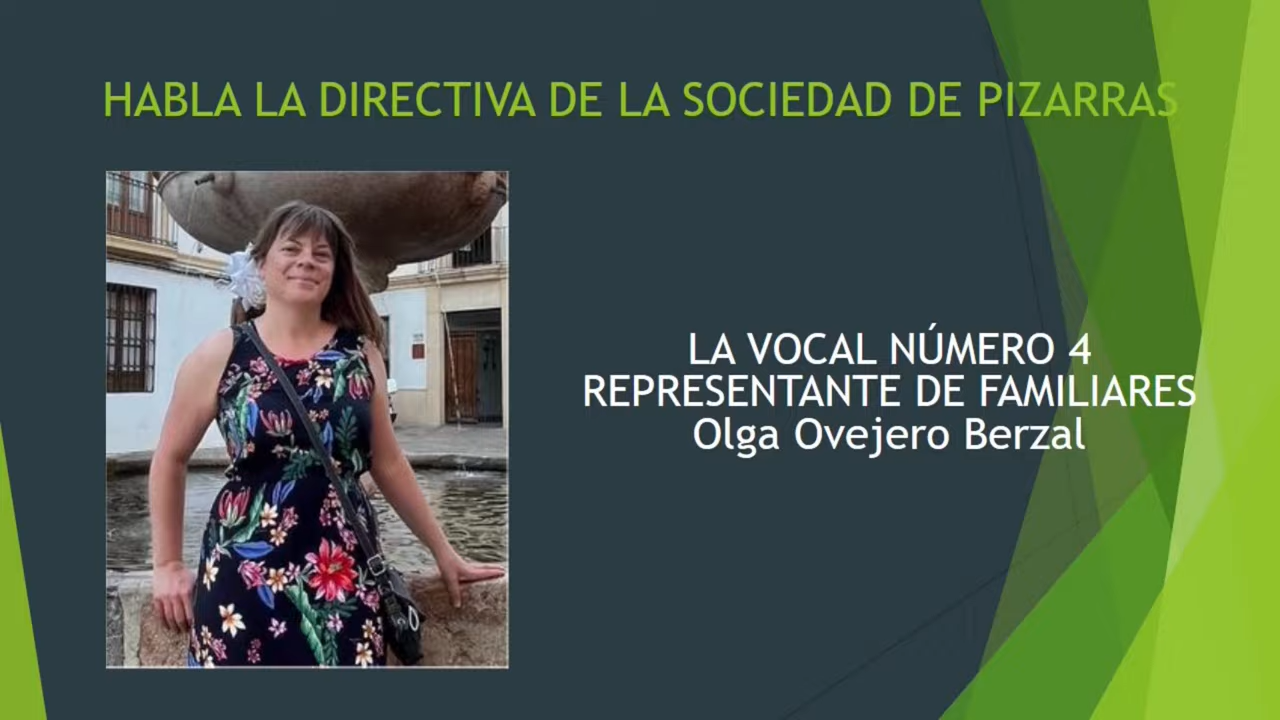 HABLA LA DIRECTIVA DE LA SOCIEDAD DE PIZARRAS
LA VOCAL NÚMERO 4
REPRESENTANTE DE FAMILIARES
Olga Ovejero Berzal